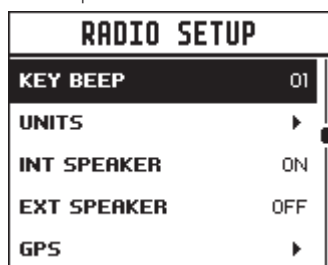 RADIO SETUP
KEY BEEP 01
UNITS
INT SPEAKER ON
EXT SPEAKER OFF
GPS